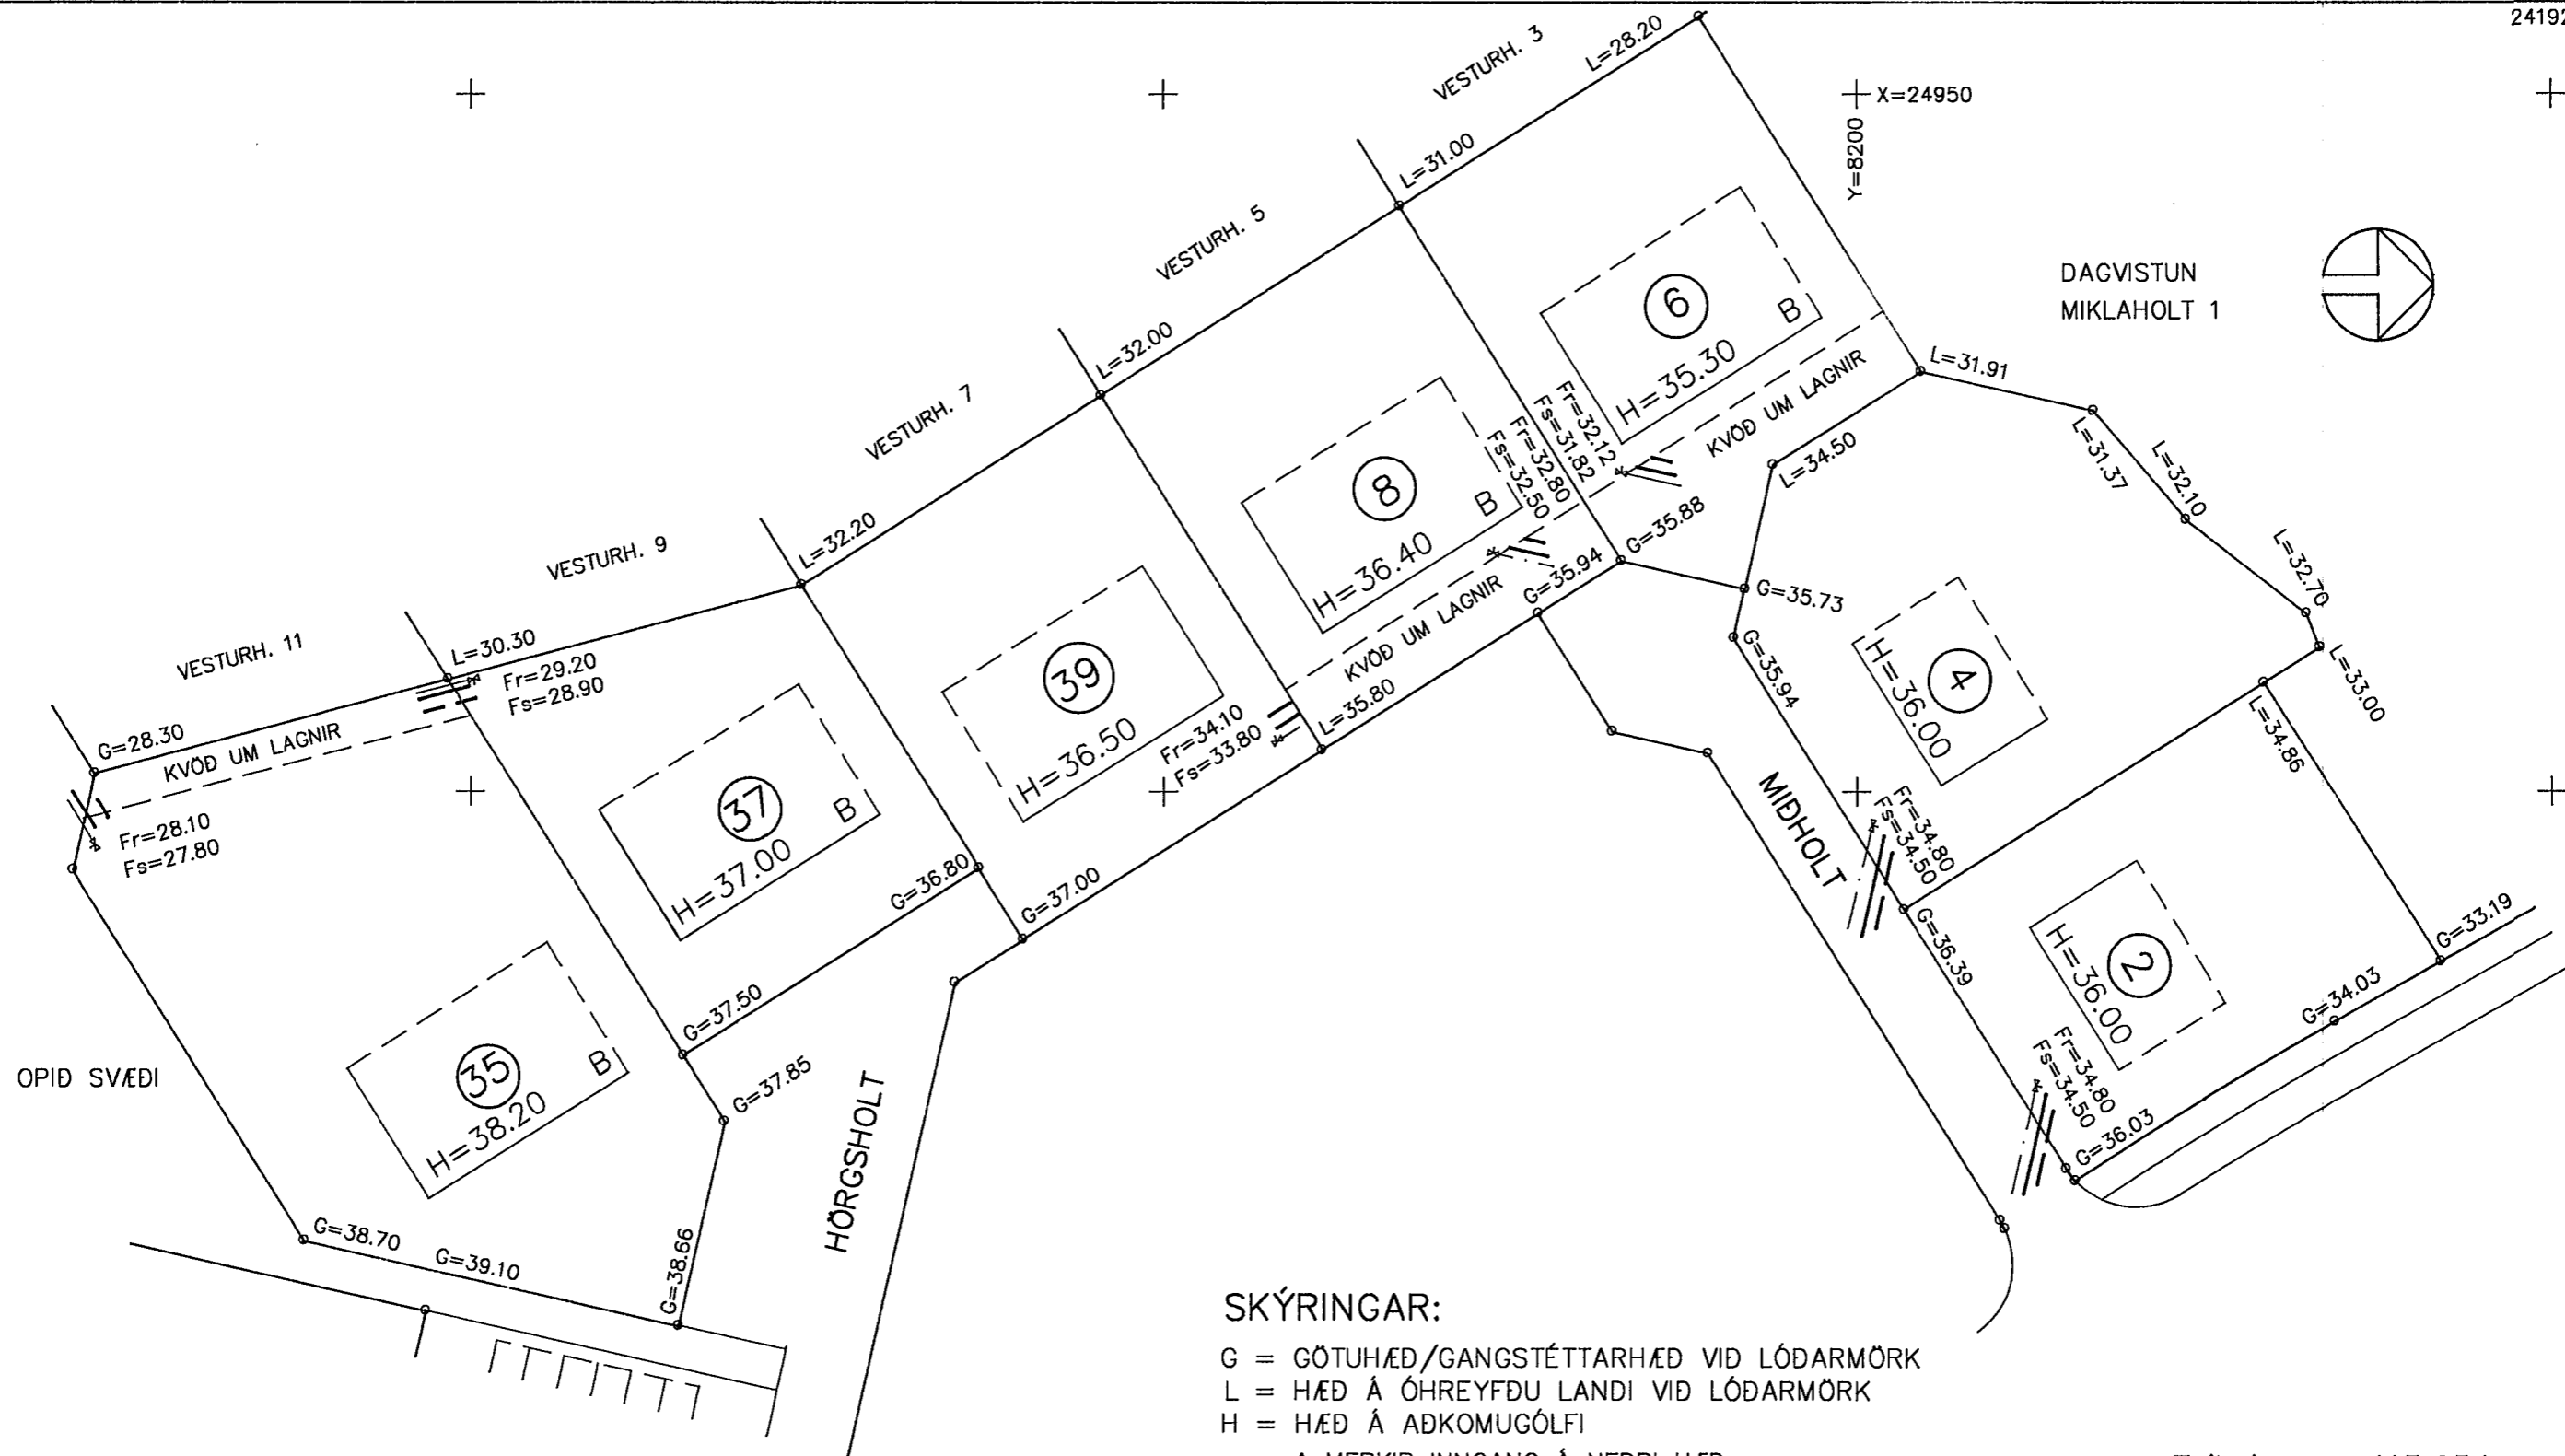 24192
VESTURH. 3
L=28.20
X=24950
Y=8200
L=31.00
VESTURH. 5
DAGVISTUN
MIKLAHOLT 1
6
B
H=35.30
KVÖÐ UM LAGNIR
L=31.91
L=32.00
VESTURH. 7
Fr=32.12
Fs=31.82
Fr=32.80
Fs=32.50
L=34.50
L=31.37
L=32.10
8
B
H=36.40
KVÖÐ UM LAGNIR
G=35.94
G=35.88
G=35.73
L=32.70
L=33.00
L=32.20
VESTURH. 9
VESTURH. 11
L=30.30
Fr=29.20
Fs=28.90
G=28.30
KVÖÐ UM LAGNIR
Fr=28.10
Fs=27.80
39
H=36.50
Fr=34.10
Fs=33.80
L=35.80
G=35.94
4
H=36.00
L=34.86
37
B
H=37.00
G=36.80
G=37.00
MIÐHOLT
Fr=34.80
Fs=34.50
G=36.39
2
H=36.00
G=33.19
G=34.03
G=37.50
G=37.85
OPIÐ SVÆÐI
35
B
H=38.20
HÖRGSHOLT
Fr=34.80
Fs=34.50
G=36.03
G=38.70
G=39.10
G=38.66
SKÝRINGAR:
G = GÖTUHÆÐ/GANGSTÉTTARHÆÐ VIÐ LÓÐARMÖRK
L = HÆÐ Á ÓHREYFÐU LANDI VIÐ LÓÐARMÖRK
H = HÆÐ Á AÐKOMUGÓLFI
A MERKIR INNGANG Á NEÐRI HÆÐ